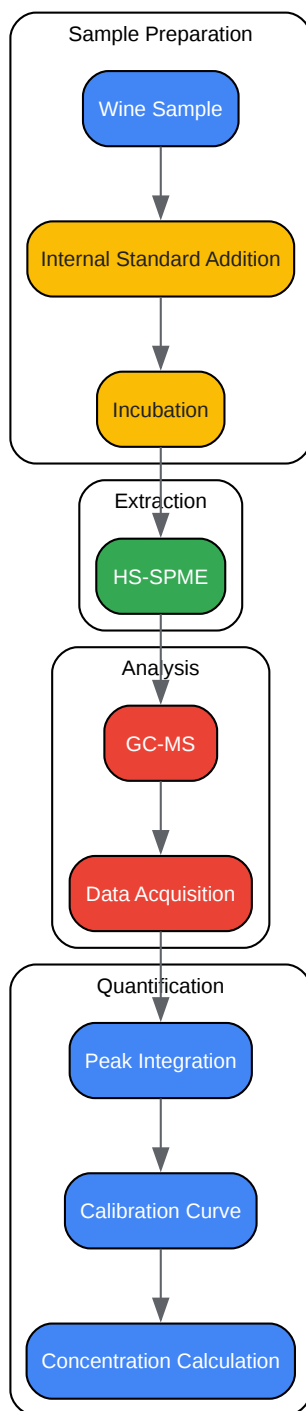 Sample Preparation
Wine Sample
Internal Standard Addition
Incubation
Extraction
HS-SPME
Analysis
GC-MS
Data Acquisition
Quantification
Peak Integration
Calibration Curve
Concentration Calculation